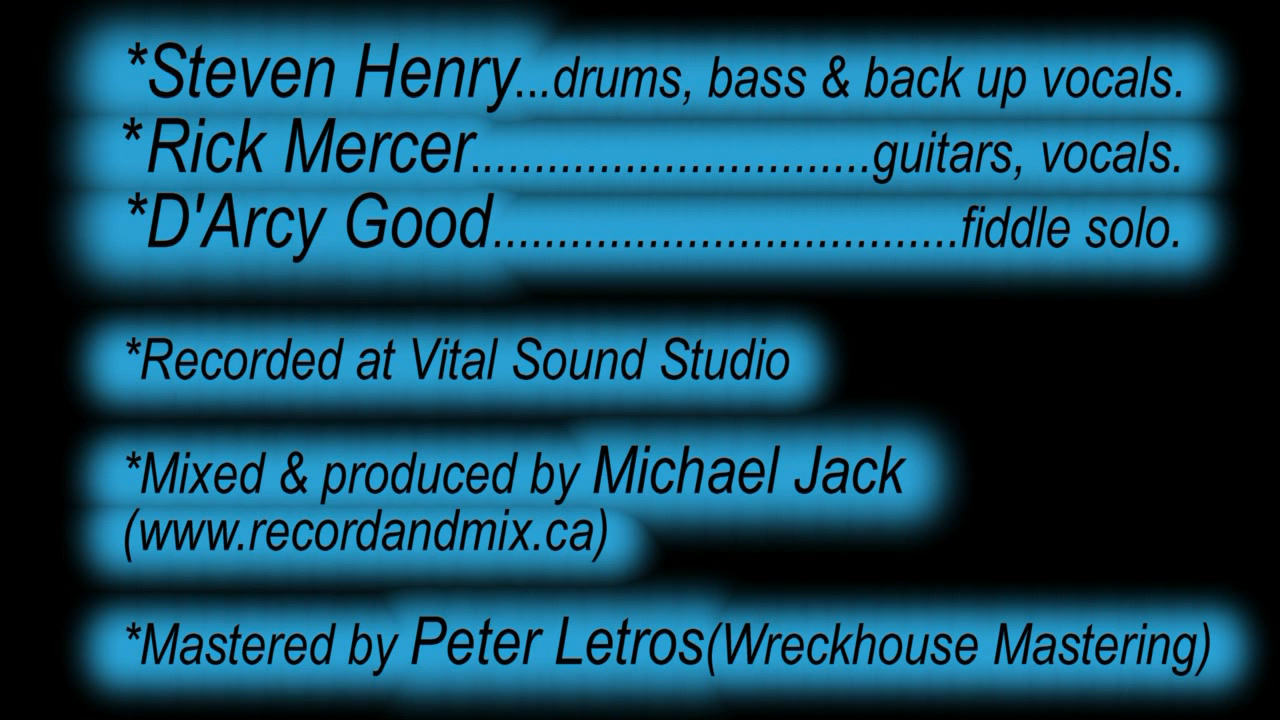 *Steven Henry...drums, bass & back up vocals.
*Rick Mercer...............................guitars, vocals.
*D'Arcy Good....................................fiddle solo.
*Recorded at Vital Sound Studio
*Mixed & produced by Michael Jack
(www.recordandmix.ca)
*Mastered by Peter Letros(Wreckhouse Mastering)